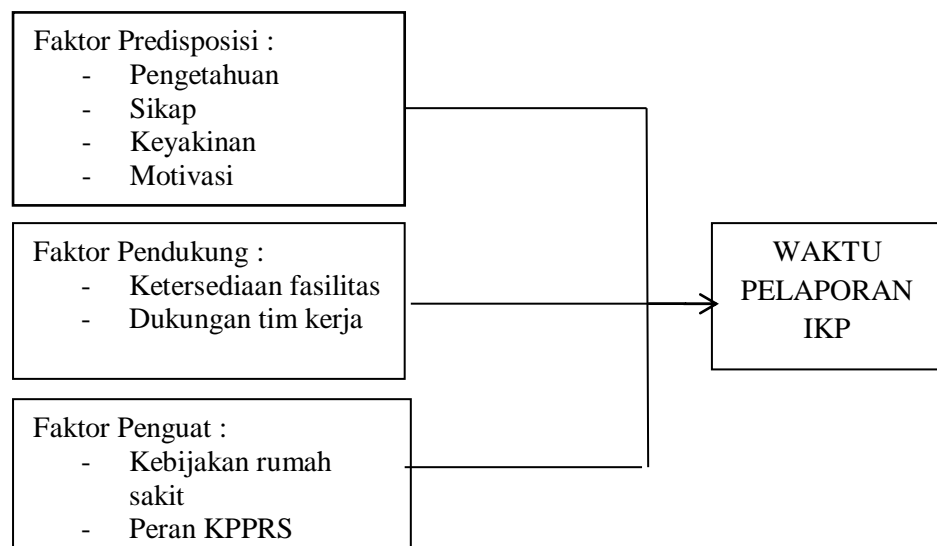 Faktor Predisposisi :
- Pengetahuan
- Sikap
- Keyakinan
- Motivasi
Faktor Pendukung :
- Ketersediaan fasilitas
- Dukungan tim kerja
WAKTU
PELAPORAN
IKP
Faktor Penguat :
- Kebijakan rumah
sakit
- Peran KPPRS